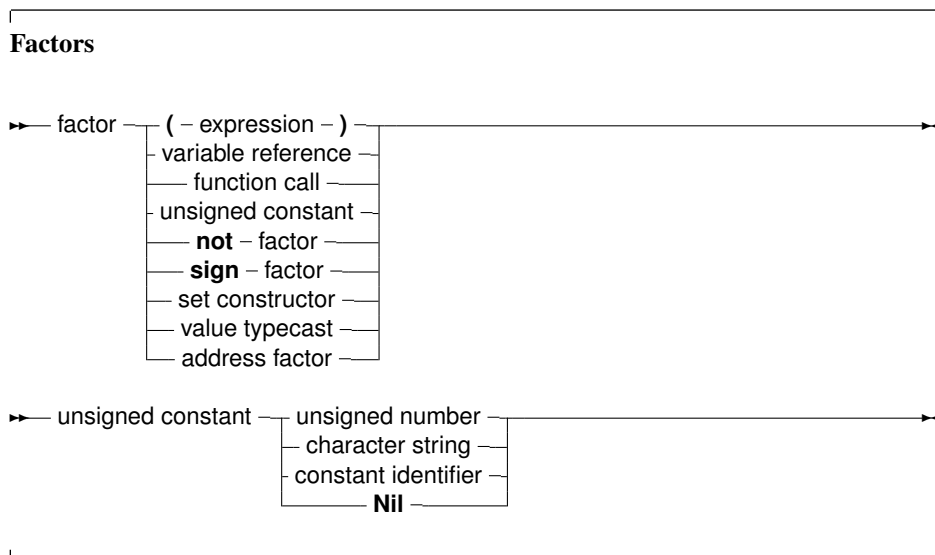 Factors
factor ( expression )
variable reference
function call
unsigned constant
not factor
sign factor
set constructor
value typecast
address factor
unsigned constant unsigned number
character string
constant identifier
Nil